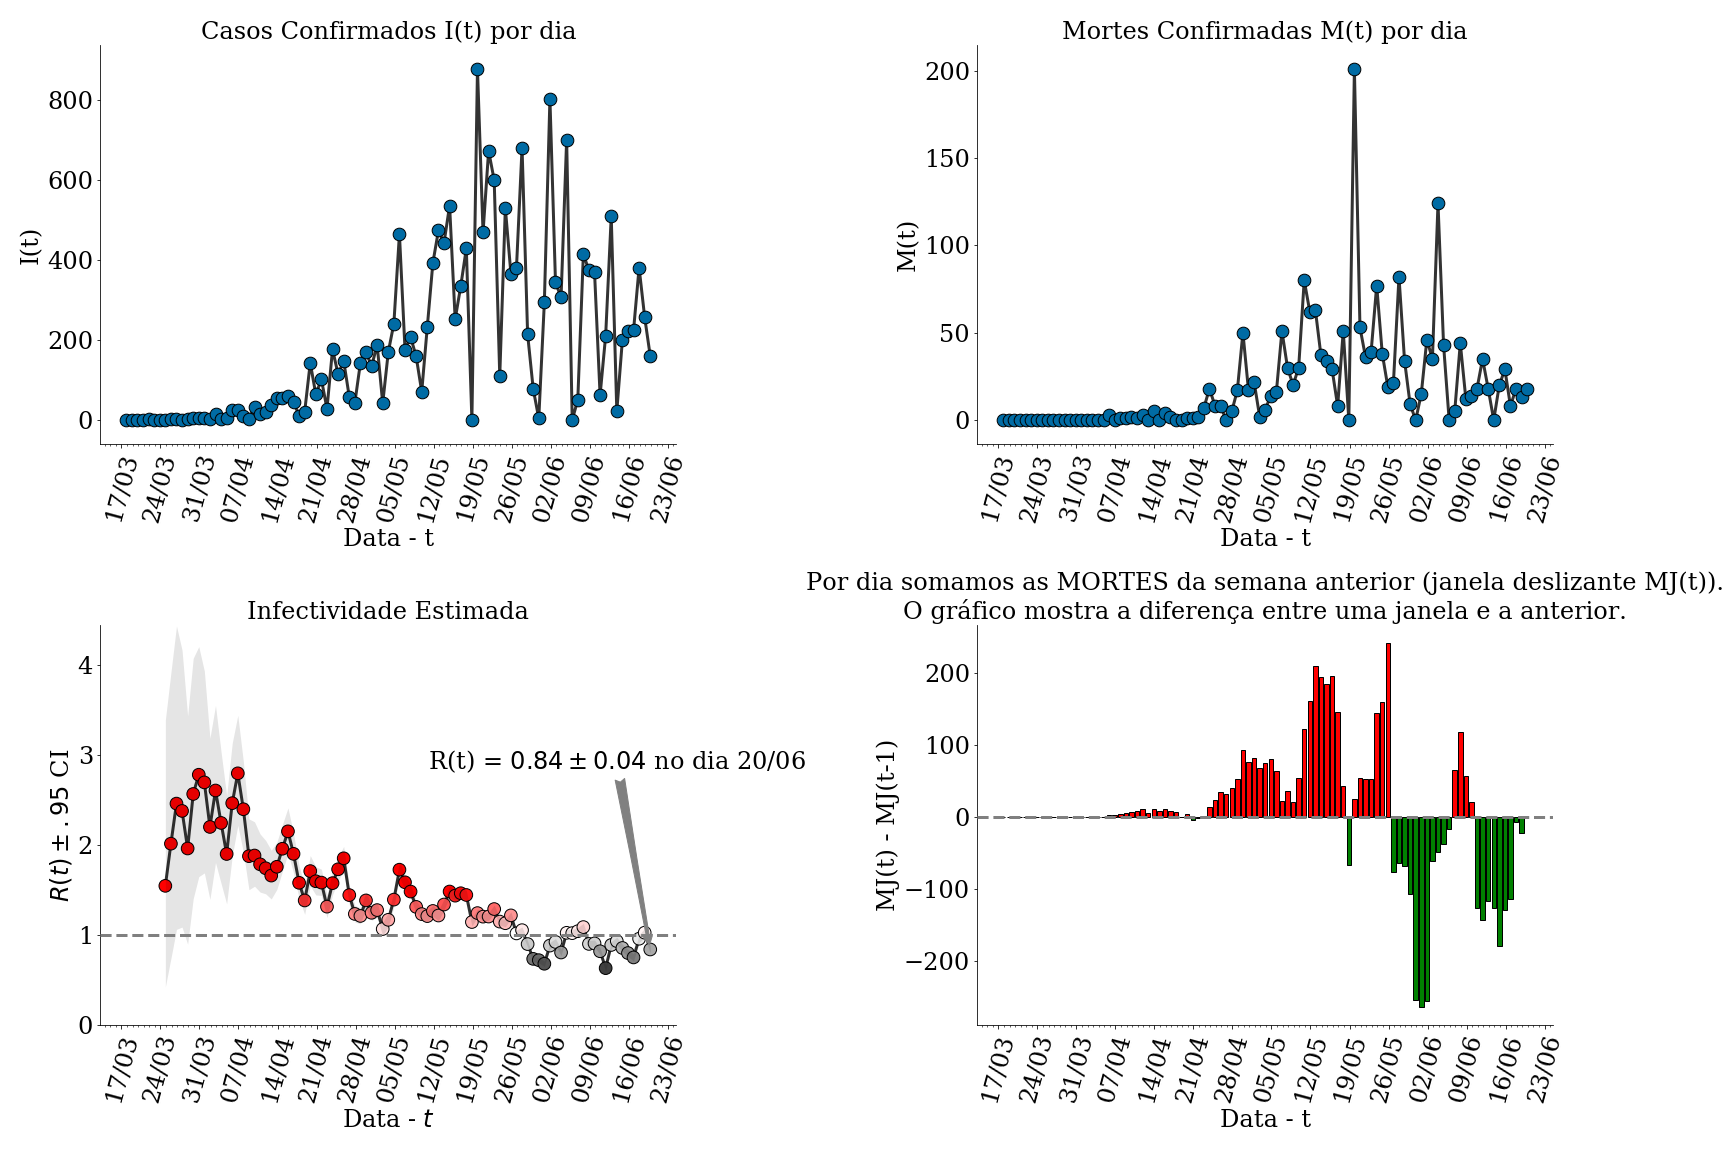 Casos Confirmados I(t) por dia
I(t)
800
600
400
200
0
17/03 24/03 31/03 07/04 14/04 21/04 28/04 05/05 12/05 19/05 26/05 02/06 09/06 16/06 23/06
Data - t
Mortes Confirmadas M(t) por dia
M(t)
200
150
100
50
0
17/03 24/03 31/03 07/04 14/04 21/04 28/04 05/05 12/05 19/05 26/05 02/06 09/06 16/06 23/06
Data - t
Infectividade Estimada
R(t) ± .95 CI
4
3
2
1
0
R(t) = 0.84 ± 0.04 no dia 20/06
17/03 24/03 31/03 07/04 14/04 21/04 28/04 05/05 12/05 19/05 26/05 02/06 09/06 16/06 23/06
Data - t
Por dia somamos as MORTES da semana anterior (janela deslizante MJ(t)).
O gráfico mostra a diferença entre uma janela e a anterior.
MJ(t) - MJ(t-1)
200
100
0
−100
−200
17/03 24/03 31/03 07/04 14/04 21/04 28/04 05/05 12/05 19/05 26/05 02/06 09/06 16/06 23/06
Data - t